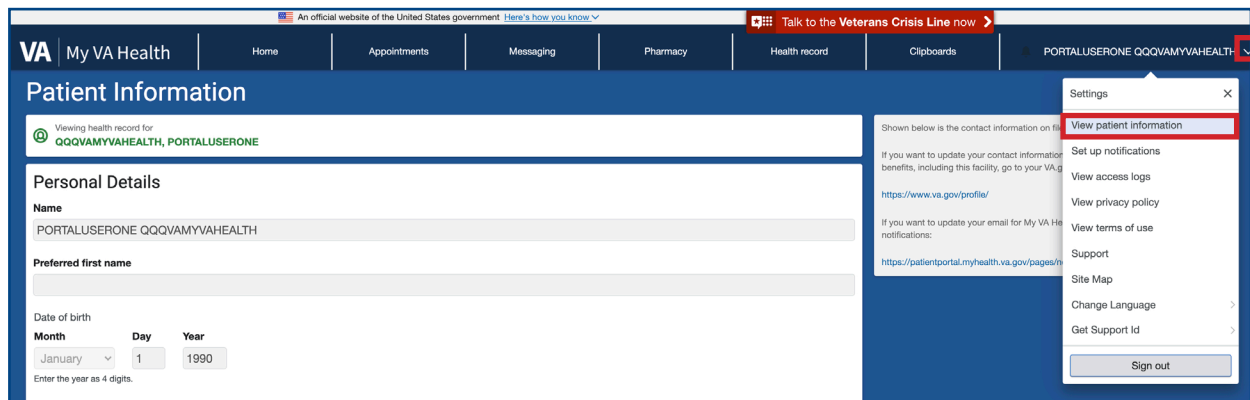 An official website of the United States government Here's how you know
Talk to the Veterans Crisis Line now
VA My VA Health
Home
Appointments
Messaging
Pharmacy
Health record
Clipboards
PORTALUSERONE QQQVAMYVAHEALTH
Patient Information
Viewing health record for
QQQVAMYVAHEALTH, PORTALUSERONE
Personal Details
Name
PORTALUSERONE QQQVAMYVAHEALTH
Preferred first name
Date of birth
Month Day Year
January 1 1990
Enter the year as 4 digits.
Shown below is the contact information on
If you want to update your contact information
benefits, including this facility, go to your
https://www.va.gov/profile/
If you want to update your email for My VA
notifications:
https://patientportal.myhealth.va.gov/pages/
Settings
View patient information
Set up notifications
View access logs
View privacy policy
View terms of use
Support
Site Map
Change Language
Get Support Id
Sign out